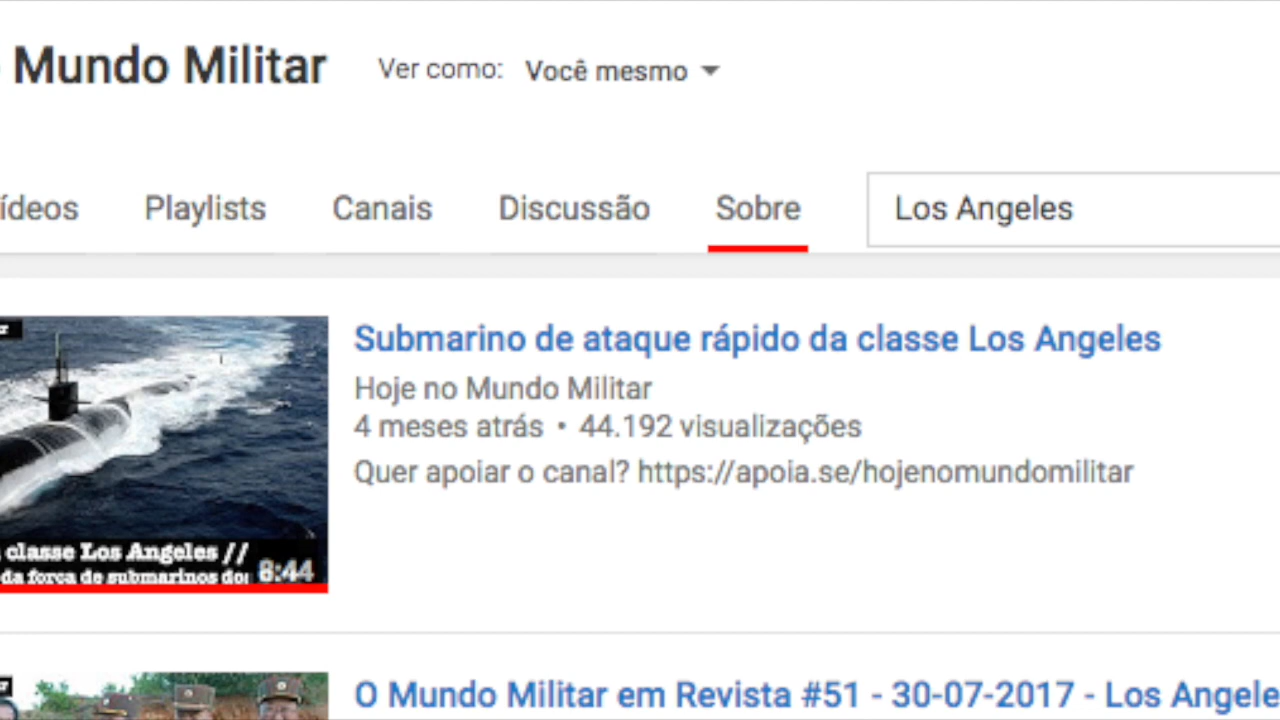 Mundo Militar
Ver como: Você mesmo
ídeos Playlists Canais Discussão Sobre Los Angeles
Submarino de ataque rápido da classe Los Angeles
Hoje no Mundo Militar
4 meses atrás • 44.192 visualizações
Quer apoiar o canal? https://apoia.se/hojenomundomilitar
classe Los Angeles //
da força de submarinos dos
8:44
O Mundo Militar em Revista #51 - 30-07-2017 - Los Angele